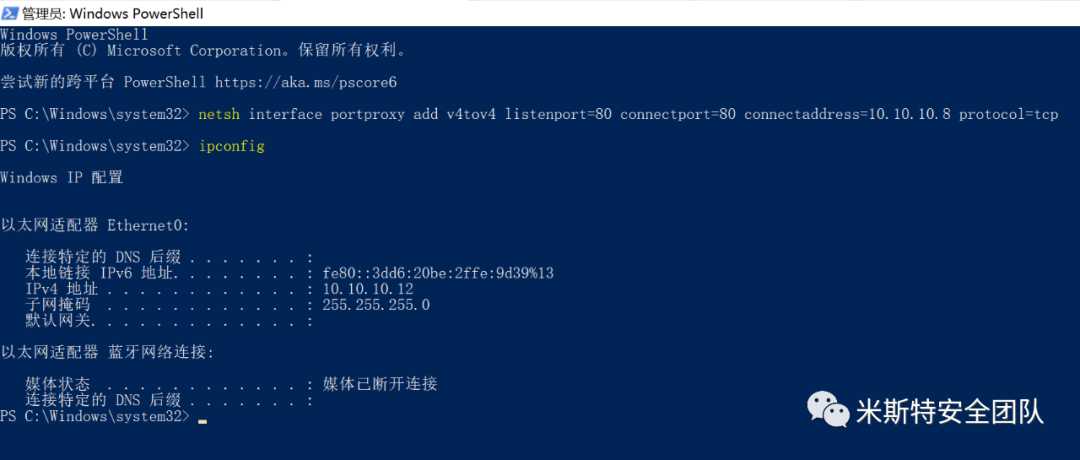 管理员: Windows PowerShell
Windows PowerShell
版权所有 (C) Microsoft Corporation。保留所有权利。
尝试新的跨平台 PowerShell https://aka.ms/pscore6
PS C:\Windows\system32> netsh interface portproxy add v4tov4 listenport=80 connectport=80 connectaddress=10.10.10.8 protocol=tcp
PS C:\Windows\system32> ipconfig
Windows IP 配置
以太网适配器 Ethernet0:
连接特定的 DNS 后缀 . . . . . . . :
本地链接 IPv6 地址. . . . . . . . : fe80::3dd6:20be:2ffe:9d39%13
IPv4 地址 . . . . . . . . . . . . : 10.10.10.12
子网掩码 . . . . . . . . . . . . : 255.255.255.0
默认网关. . . . . . . . . . . . . :
以太网适配器 蓝牙网络连接:
媒体状态 . . . . . . . . . . . . : 媒体已断开连接
连接特定的 DNS 后缀 . . . . . . . :
PS C:\Windows\system32>
米斯特安全团队